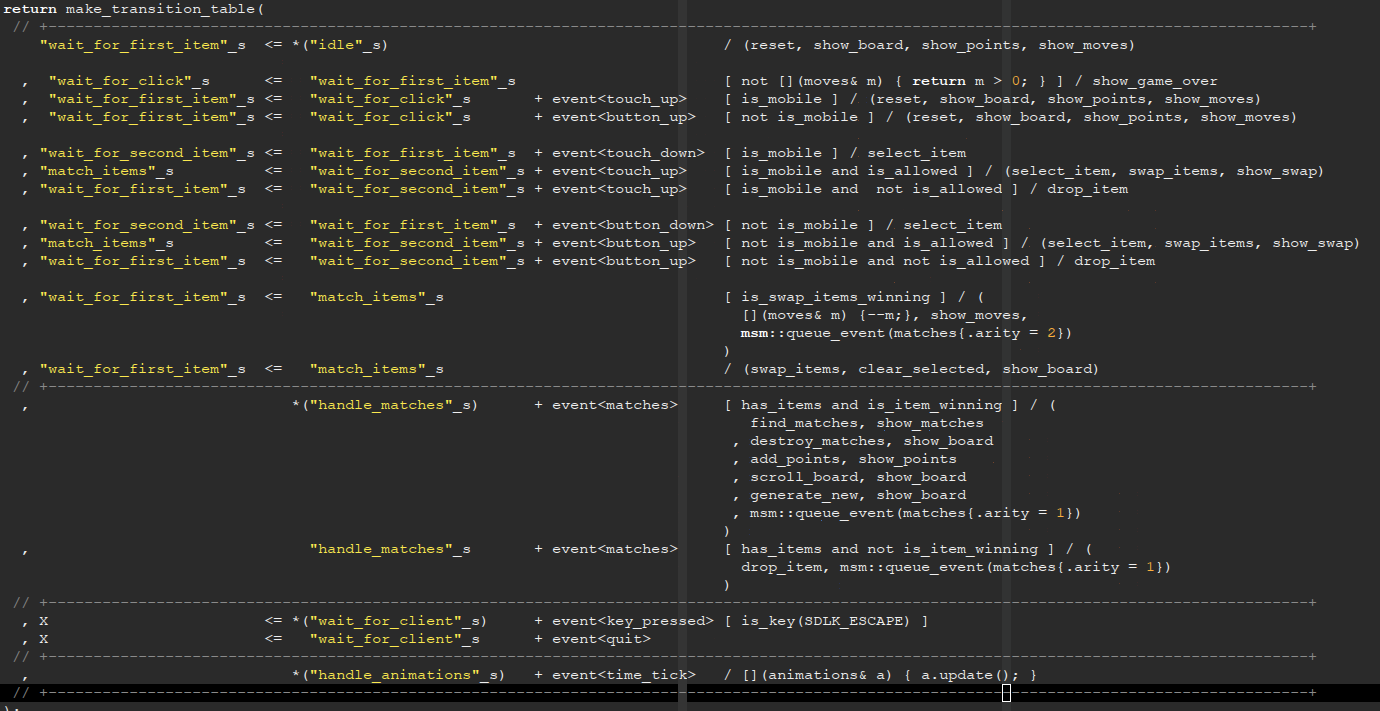 return make_transition_table(
// +--------------------------------------------------------------------------------------------------------------------------------------------+
"wait_for_first_item"_s <= *("idle"_s) / (reset, show_board, show_points, show_moves)
, "wait_for_click"_s <= "wait_for_first_item"_s [ not [](moves& m) { return m > 0; } ] / show_game_over
, "wait_for_first_item"_s <= "wait_for_click"_s + event<touch_up> [ is_mobile ] / (reset, show_board, show_points, show_moves)
, "wait_for_first_item"_s <= "wait_for_click"_s + event<button_up> [ not is_mobile ] / (reset, show_board, show_points, show_moves)
, "wait_for_second_item"_s <= "wait_for_first_item"_s + event<touch_down> [ is_mobile ] / select_item
, "match_items"_s <= "wait_for_second_item"_s + event<touch_up> [ is_mobile and is_allowed ] / (select_item, swap_items, show_swap)
, "wait_for_first_item"_s <= "wait_for_second_item"_s + event<touch_up> [ is_mobile and  not is_allowed ] / drop_item
, "wait_for_second_item"_s <= "wait_for_first_item"_s + event<button_down> [ not is_mobile ] / select_item
, "match_items"_s <= "wait_for_second_item"_s + event<button_up> [ not is_mobile and is_allowed ] / (select_item, swap_items, show_swap)
, "wait_for_first_item"_s <= "wait_for_second_item"_s + event<button_up> [ not is_mobile and not is_allowed ] / drop_item
, "wait_for_first_item"_s <= "match_items"_s [ is_swap_items_winning ] / (
[](moves& m) {--m;}, show_moves,
msm::queue_event(matches{.arity = 2})
)
, "wait_for_first_item"_s <= "match_items"_s / (swap_items, clear_selected, show_board)
// +--------------------------------------------------------------------------------------------------------------------------------------------+
, *("handle_matches"_s) + event<matches> [ has_items and is_item_winning ] / (
find_matches, show_matches
, destroy_matches, show_board
, add_points, show_points
, scroll_board, show_board
, generate_new, show_board
, msm::queue_event(matches{.arity = 1})
)
, "handle_matches"_s + event<matches> [ has_items and not is_item_winning ] / (
drop_item, msm::queue_event(matches{.arity = 1})
)
// +--------------------------------------------------------------------------------------------------------------------------------------------+
, X <= *("wait_for_client"_s) + event<key_pressed> [ is_key(SDLK_ESCAPE) ]
, X <= "wait_for_client"_s + event<quit>
// +--------------------------------------------------------------------------------------------------------------------------------------------+
, *("handle_animations"_s) + event<time_tick> / [](animations& a) { a.update(); }
// +--------------------------------------------------------------------------------------------------------------------------------------------+
);